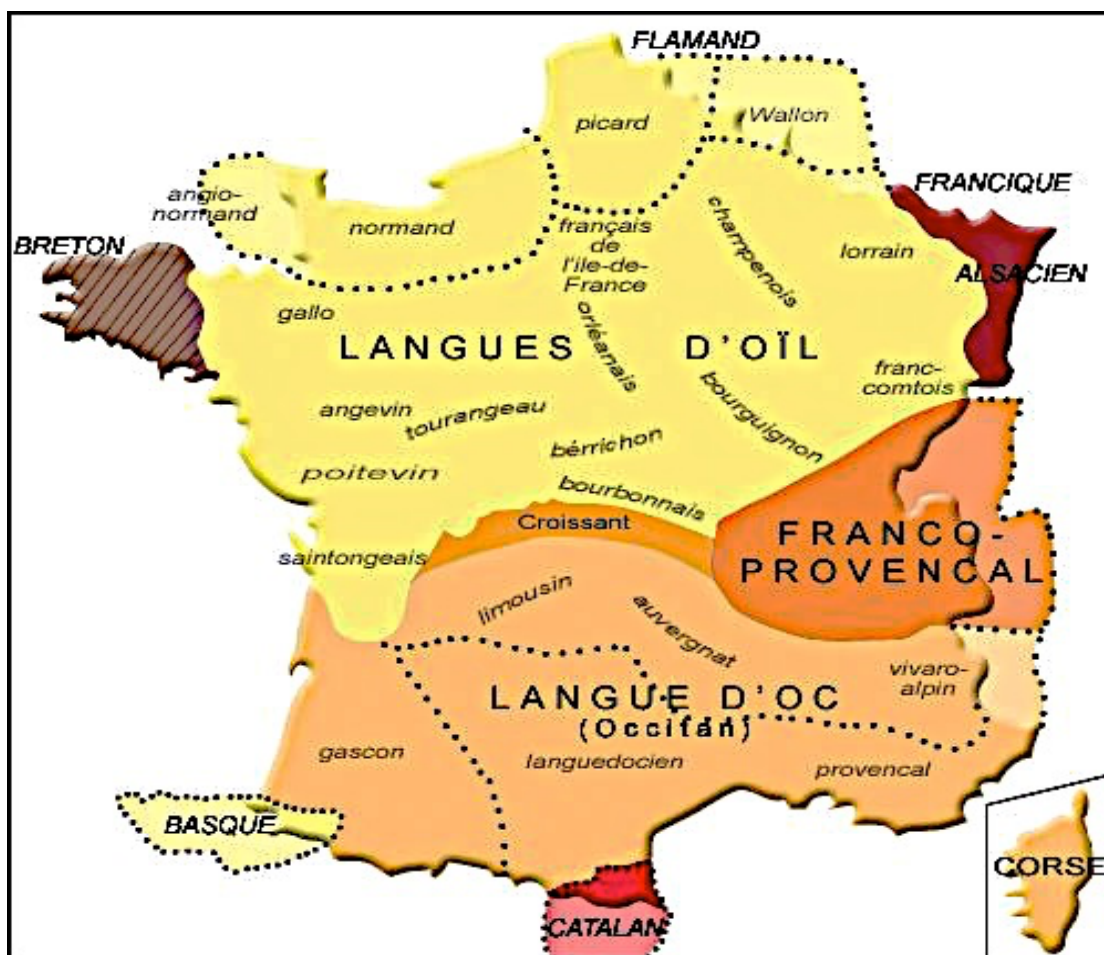 FLAMAND
picard
Wallon
FRANCIQUE
anglo-
normand
normand
français
de
l'île-de-
France
champenois
lorrain
BRETON
ALSACIEN
gallo
orléanais
LANGUES D'OÏL
franc-
comtois
angevin
tourangeau
bourguignon
bérrichon
poitevin
bourbonnais
Croissant
FRANCO-
PROVENCAL
saintongeais
limousin
auvergnat
vivaro-
alpin
LANGUE D'OC
(Occitan)
gascon
languedocien
provencal
BASQUE
CORSE
CATALAN